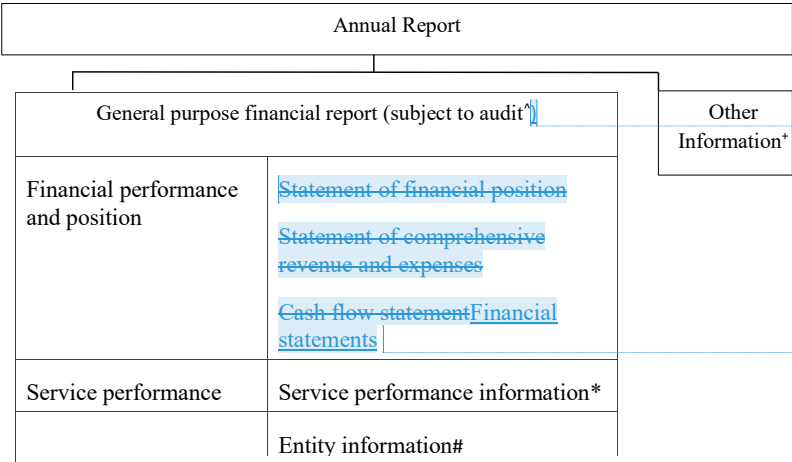 Annual Report
General purpose financial report (subject to audit^)
Other
Information+
Financial performance
and position
Statement of financial position
Statement of comprehensive
revenue and expenses
Cash flow statementFinancial
statements
Service performance
Service performance information*
Entity information#